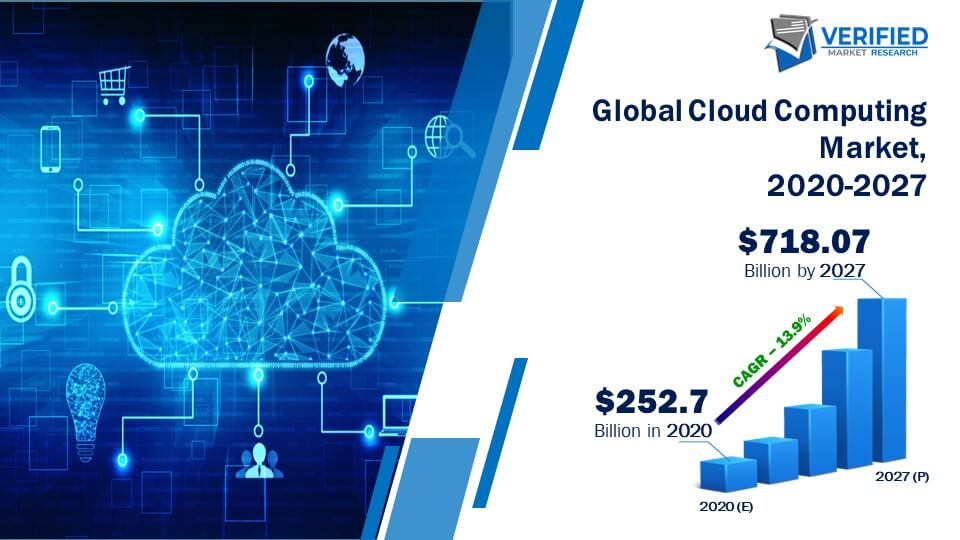 VERIFIED
MARKET RESEARCH
Global Cloud Computing
Market,
2020-2027
$718.07
Billion by 2027
CAGR – 13.9%
$252.7
Billion in 2020
2027 (P)
2020 (E)